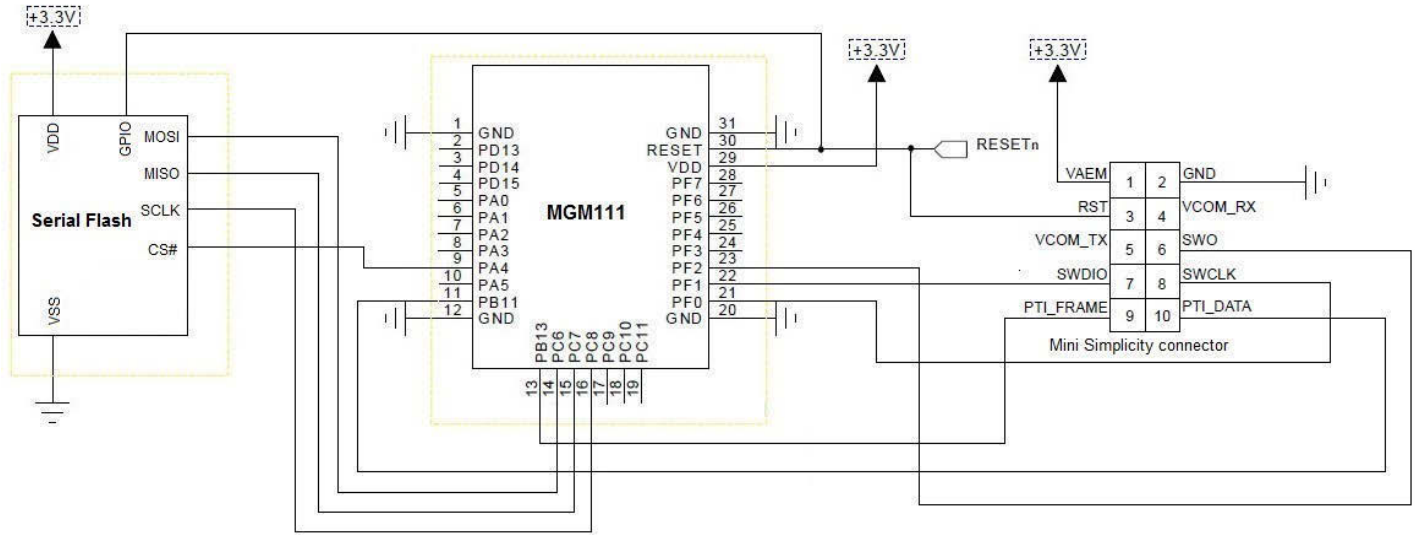 +3.3V
+3.3V
+3.3V
VDD
GPIO
MOSI
MISO
SCLK
CS#
Serial Flash
VSS
MGM111
1 GND
2 PD13
3 PD14
4 PD15
5 PA0
6 PA1
7 PA2
8 PA3
9 PA4
10 PA5
11 PB11
12 GND
13 PB13
14 PC6
15 PC7
16 PC8
17 PC9
18 PC10
19 PC11
GND 31
RESET 30
VDD 29
PF7 28
PF6 27
PF5 26
PF4 25
PF3 24
PF2 23
PF1 22
PF0 21
GND 20
RESETn
VAEM 1 2 GND
RST 3 4 VCOM_RX
VCOM_TX 5 6 SWO
SWDIO 7 8 SWCLK
PTI_FRAME 9 10 PTI_DATA
Mini Simplicity connector